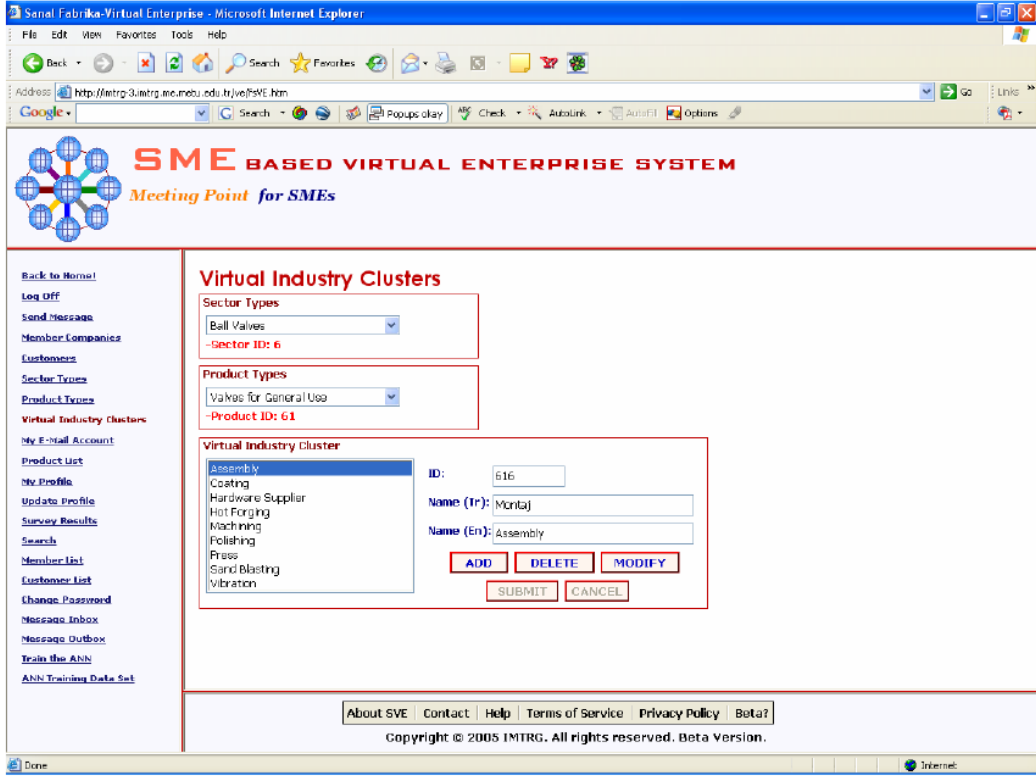 Sanal Fabrika-Virtual Enterprise - Microsoft Internet Explorer
File Edit View Favorites Tools Help
Back Search Favorites
Address http://imtrg-3.imtrg.me.metu.edu.tr/ve/fsVE.htm Go Links »
Google Search Popups okay Check AutoLink AutoFill Options
SME BASED VIRTUAL ENTERPRISE SYSTEM
Meeting Point for SMEs
Back to Home!
Log Off
Send Message
Member Companies
Customers
Sector Types
Product Types
Virtual Industry Clusters
My E-Mail Account
Product List
My Profile
Update Profile
Survey Results
Search
Member List
Customer List
Change Password
Message Inbox
Message Outbox
Train the ANN
ANN Training Data Set
Virtual Industry Clusters
Sector Types
Ball Valves
-Sector ID: 6
Product Types
Valves for General Use
-Product ID: 61
Virtual Industry Cluster
Assembly
Coating
Hardware Supplier
Hot Forging
Machining
Polishing
Press
Sand Blasting
Vibration
ID: 616
Name (Tr): Montaj
Name (En): Assembly
ADD DELETE MODIFY
SUBMIT CANCEL
About SVE Contact Help Terms of Service Privacy Policy Beta?
Copyright © 2005 IMTRG. All rights reserved. Beta Version.
Done Internet